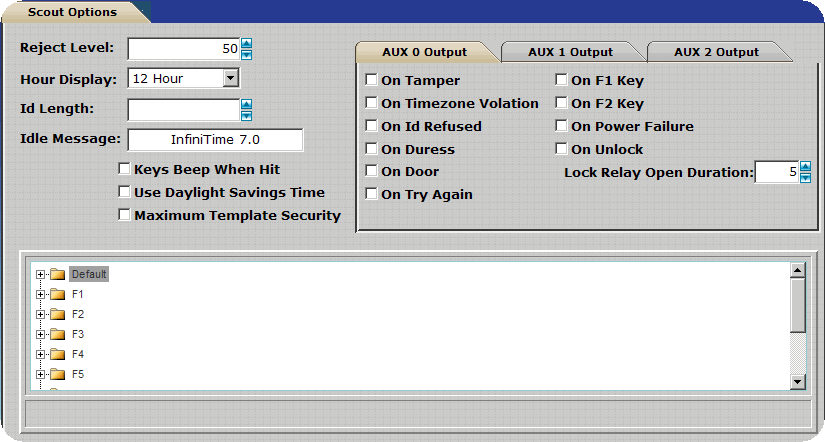 Scout Options
Reject Level: 50
Hour Display: 12 Hour
Id Length:
Idle Message: InfiniTime 7.0
Keys Beep When Hit
Use Daylight Savings Time
Maximum Template Security
AUX 0 Output AUX 1 Output AUX 2 Output
On Tamper On F1 Key
On Timezone Volation On F2 Key
On Id Refused On Power Failure
On Duress On Unlock
On Door Lock Relay Open Duration: 5
On Try Again
Default
F1
F2
F3
F4
F5